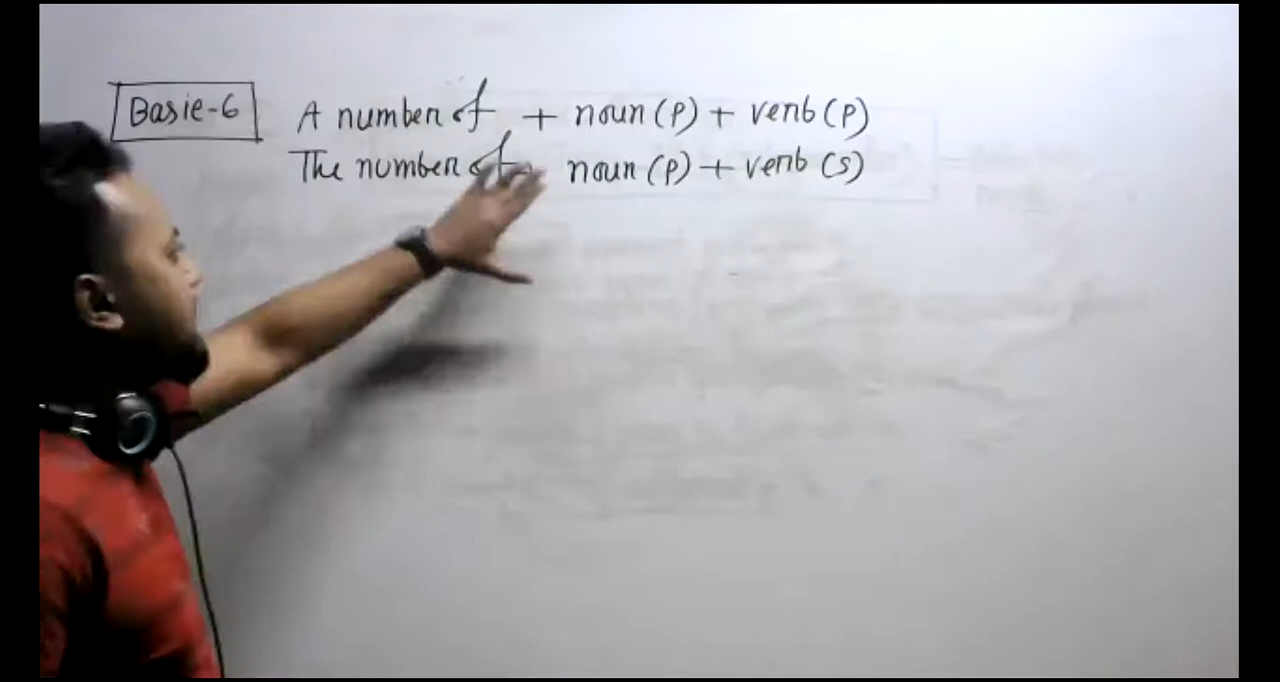 Basic-6 A number of + noun (p) + verb (p)
The number of + noun (p) + verb (s)